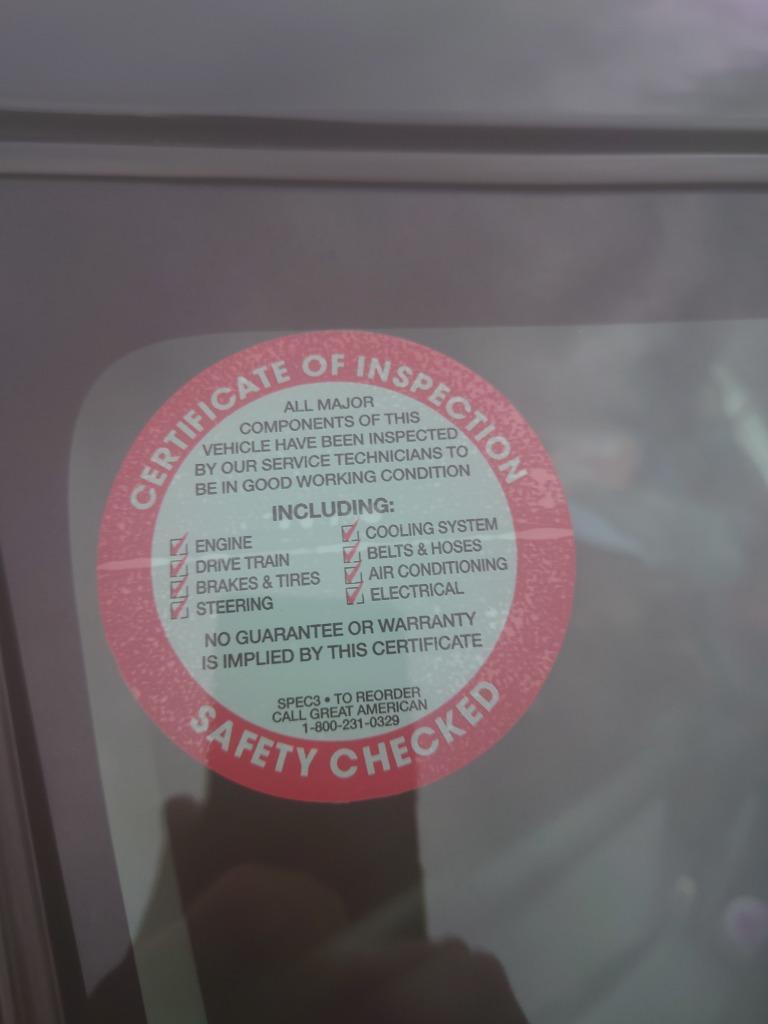 CERTIFICATE OF INSPECTION
ALL MAJOR
COMPONENTS OF THIS
VEHICLE HAVE BEEN INSPECTED
BY OUR SERVICE TECHNICIANS TO
BE IN GOOD WORKING CONDITION
INCLUDING:
ENGINE
DRIVE TRAIN
BRAKES & TIRES
STEERING
COOLING SYSTEM
BELTS & HOSES
AIR CONDITIONING
ELECTRICAL
NO GUARANTEE OR WARRANTY
IS IMPLIED BY THIS CERTIFICATE
SPEC3 • TO REORDER
CALL GREAT AMERICAN
1-800-231-0329
SAFETY CHECKED